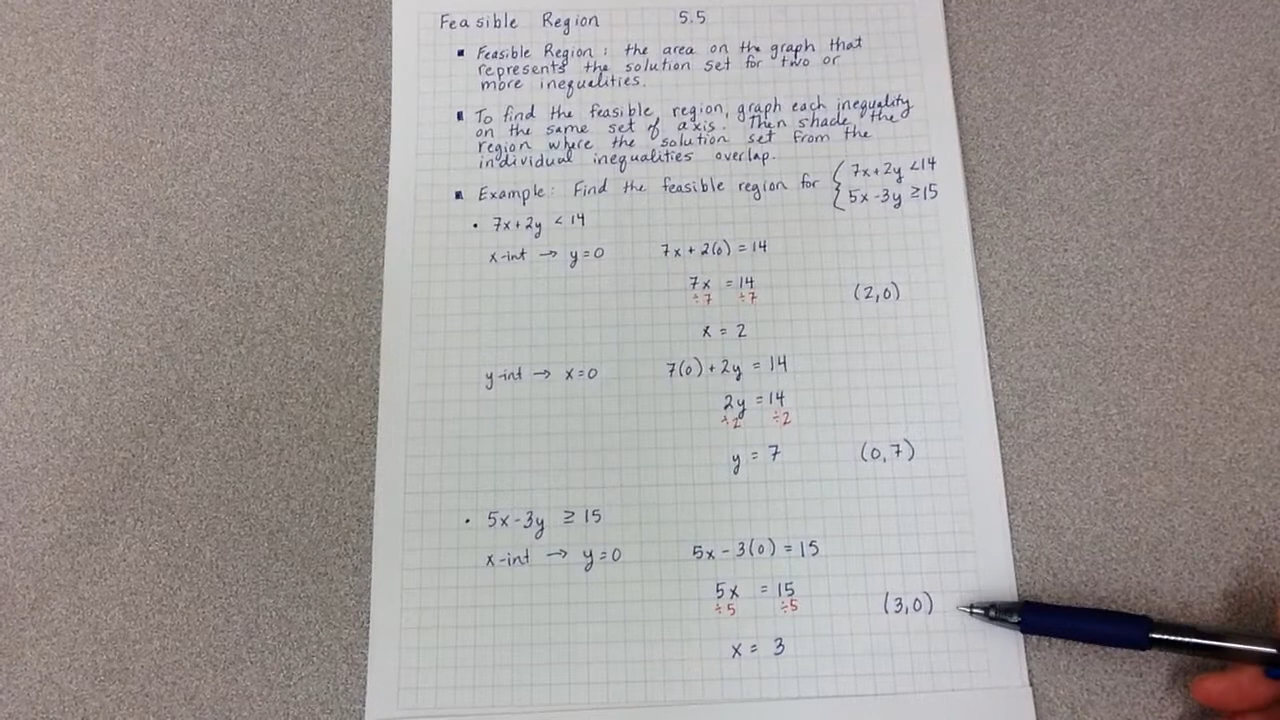 Feasible Region 5.5
▪ Feasible Region : the area on the graph that
represents the solution set for two or
more inequalities.
▪ To find the feasible region, graph each inequality
on the same set of axis. Then shade the
region where the solution set from the
individual inequalities overlap.
▪ Example: Find the feasible region for { 7x+2y <14
5x-3y ≥15
• 7x+2y < 14
x-int → y=0 7x + 2(0) = 14
7x = 14
÷7 ÷7
(2,0)
x = 2
y-int → x=0 7(0) + 2y = 14
2y = 14
÷2 ÷2
y = 7 (0,7)
• 5x-3y ≥ 15
x-int → y=0 5x - 3(0) = 15
5x = 15
÷5 ÷5 (3,0)
x = 3